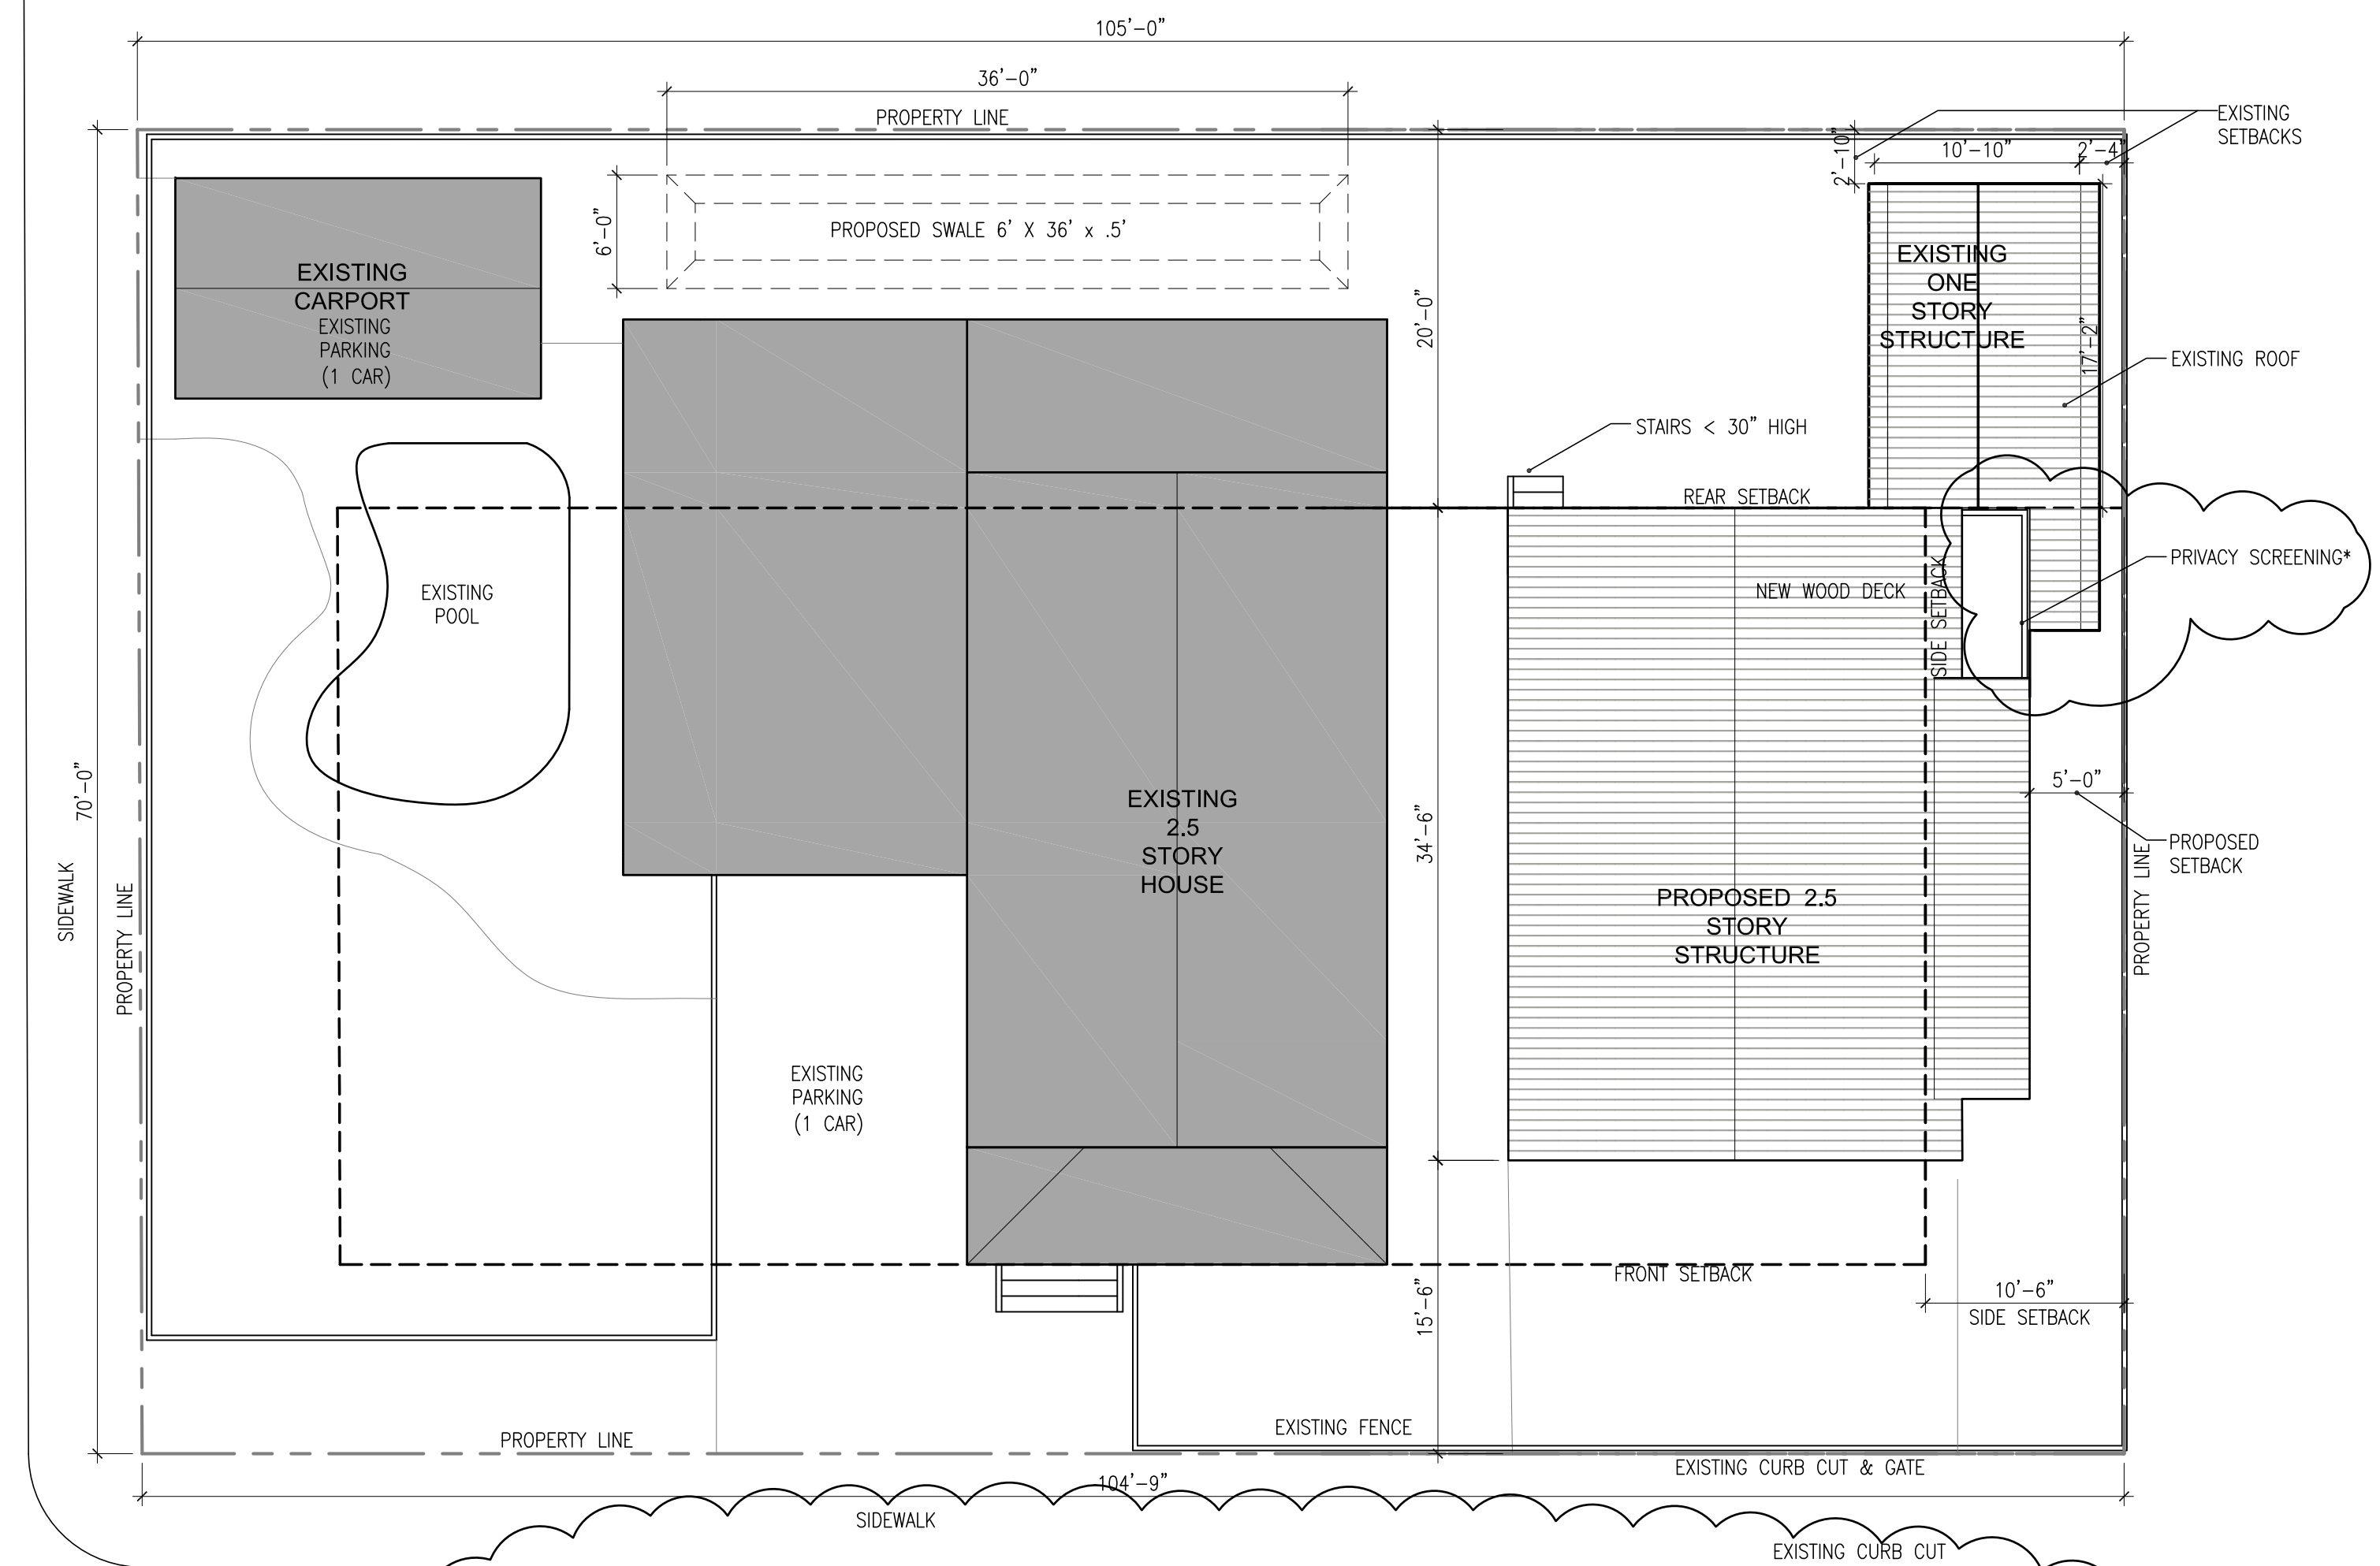 105'-0"
36'-0"
PROPERTY LINE
EXISTING
SETBACKS
2'-10"
10'-10"
2'-4"
6'-0"
PROPOSED SWALE 6' X 36' x .5'
EXISTING
CARPORT
EXISTING
PARKING
(1 CAR)
20'-0"
EXISTING
ONE
STORY
STRUCTURE
17'-2"
EXISTING ROOF
STAIRS < 30" HIGH
REAR SETBACK
EXISTING
POOL
NEW WOOD DECK
SIDE SETBACK
PRIVACY SCREENING*
70'-0"
SIDEWALK
PROPERTY LINE
EXISTING
2.5
STORY
HOUSE
34'-6"
5'-0"
PROPOSED
SETBACK
PROPERTY LINE
PROPOSED 2.5
STORY
STRUCTURE
EXISTING
PARKING
(1 CAR)
FRONT SETBACK
15'-6"
10'-6"
SIDE SETBACK
EXISTING FENCE
PROPERTY LINE
EXISTING CURB CUT & GATE
104'-9"
SIDEWALK
EXISTING CURB CUT